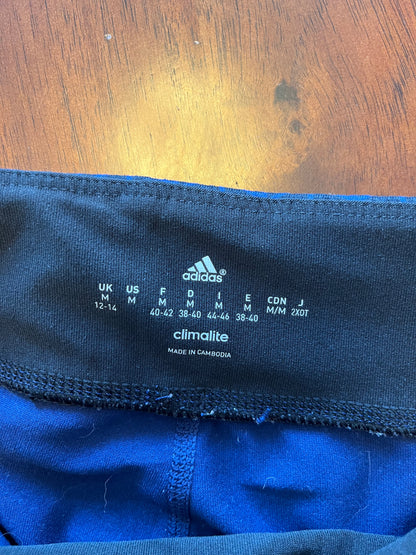 adidas®
UK US F D I E CDN J
M M M M M M M/M 2XOT
12-14 40-42 38-40 44-46 38-40
climalite
MADE IN CAMBODIA